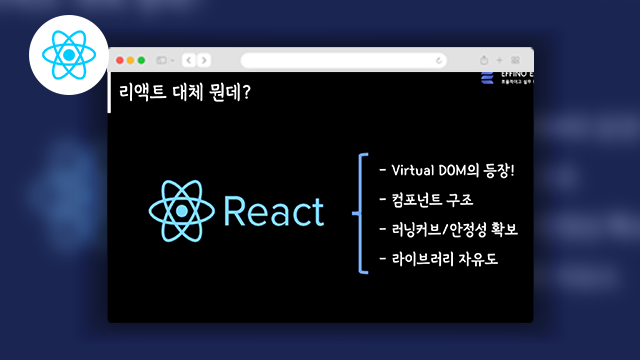 리액트 대체 뭔데?
React
- Virtual DOM의 등장!
- 컴포넌트 구조
- 러닝커브/안정성 확보
- 라이브러리 자유도